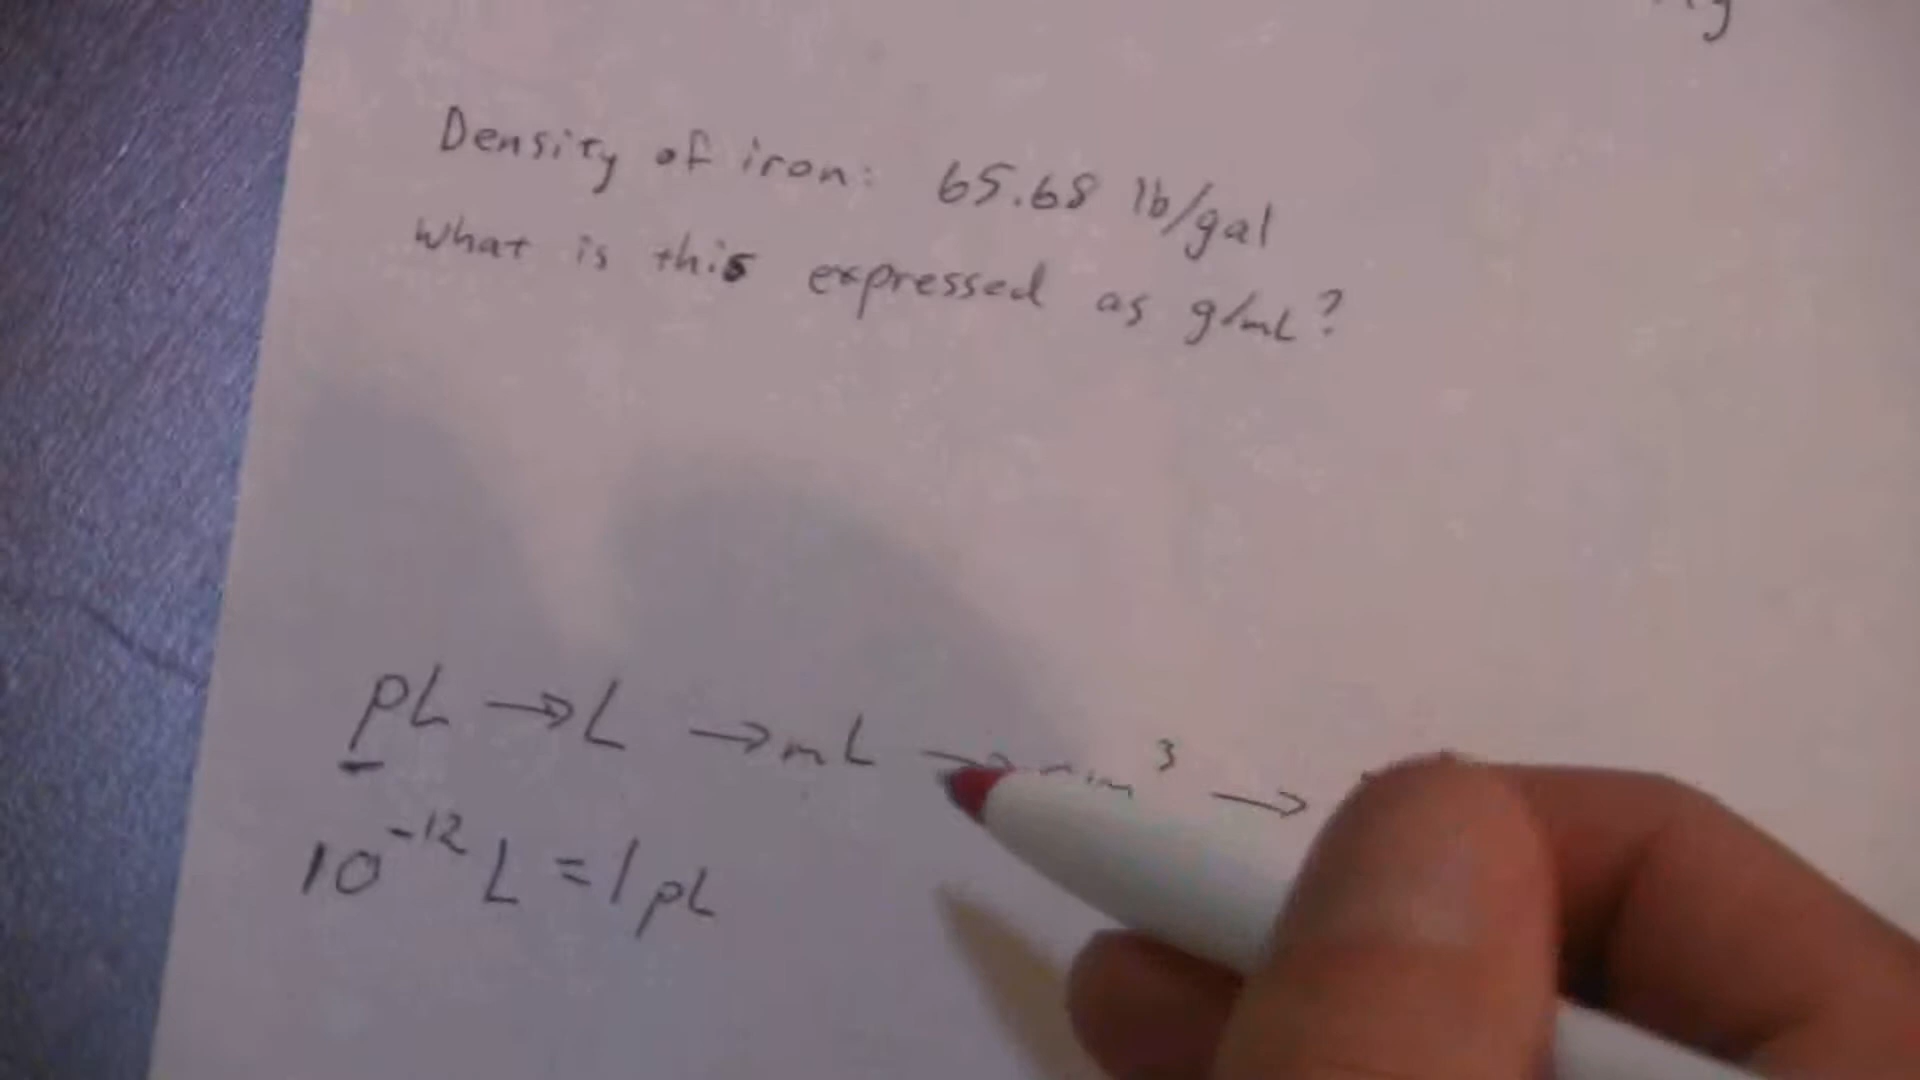 Density of iron: 65.68 lb/gal
what is this expressed as g/mL?
pL → L → mL → mm³ →
10⁻¹² L = 1 pL